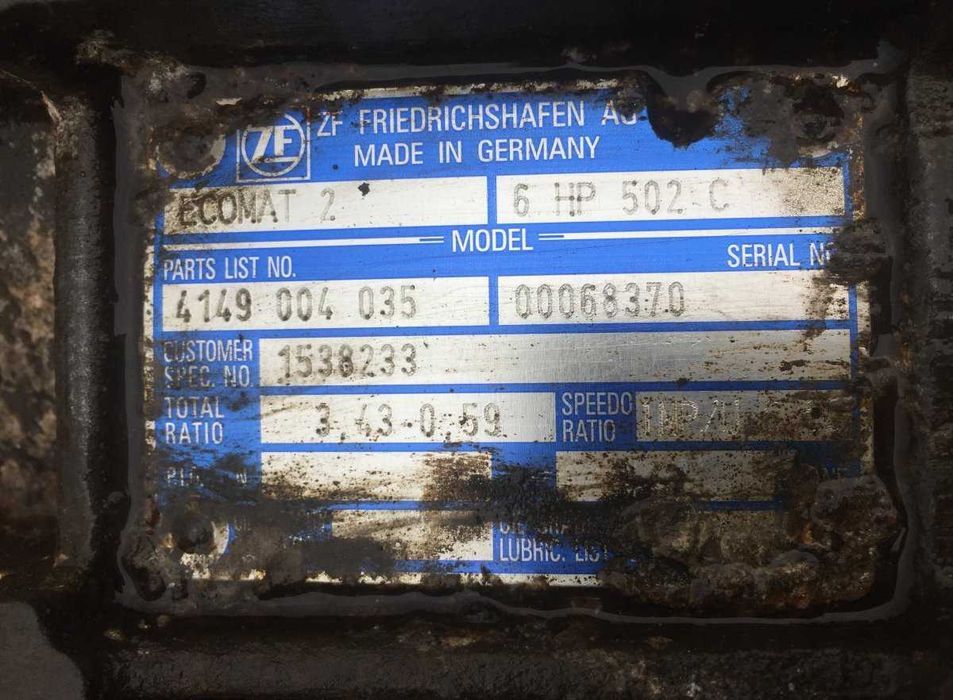 ZF
ZF FRIEDRICHSHAFEN AG
MADE IN GERMANY
ECOMAT 2 6 HP 502 C
MODEL
PARTS LIST NO. SERIAL NO
4149 004 035 00068370
CUSTOMER 1538233
SPEC. NO.
TOTAL 3.43-0,59 SPEEDO
RATIO RATIO
LUBRIC. LIST